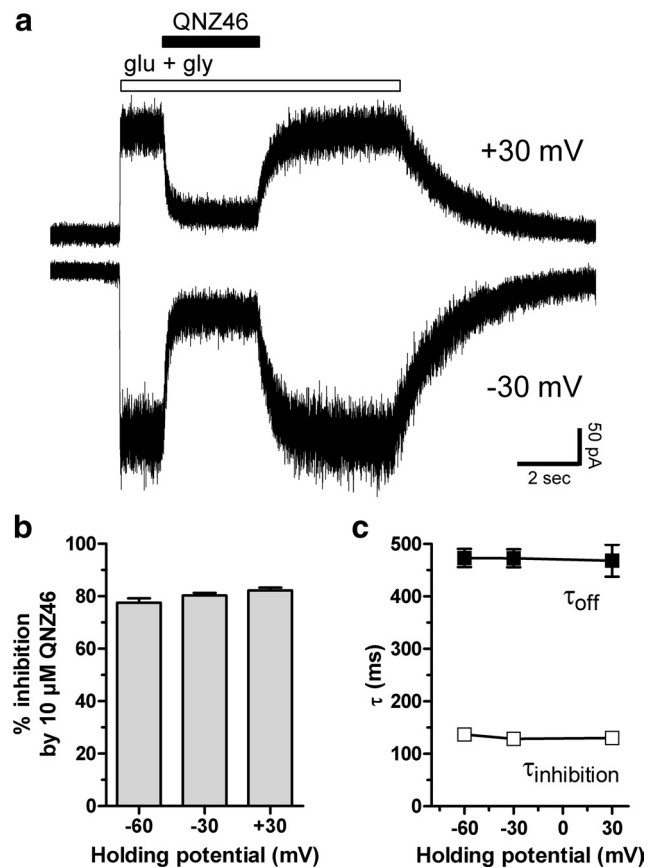 a
QNZ46
glu + gly
+30 mV
-30 mV
50 pA
2 sec
b
% inhibition
by 10 µM QNZ46
100
80
60
40
20
0
-60 -30 +30
Holding potential (mV)
c
τ (ms)
500
400
300
200
100
0
τoff
τinhibition
-60 -30 0 30
Holding potential (mV)